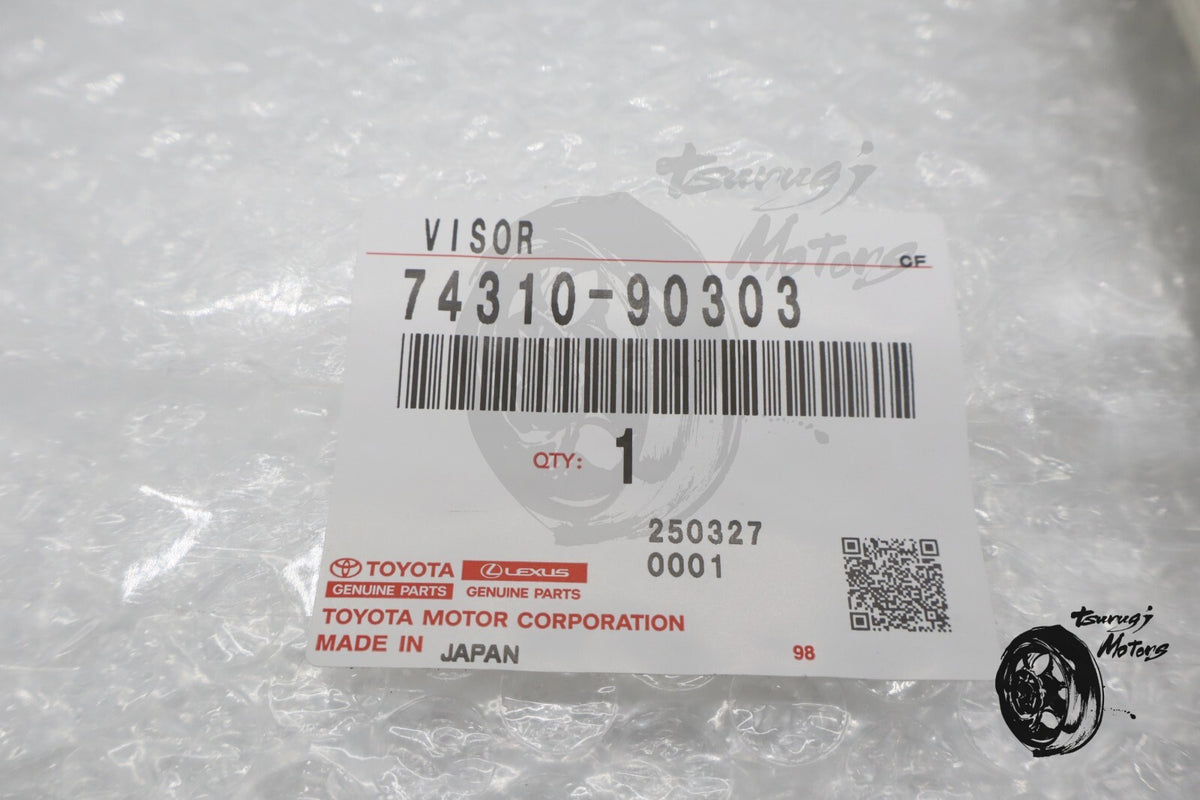 tsurugi
Motors
VISOR
CF
74310-90303
QTY: 1
250327
0001
TOYOTA LEXUS
GENUINE PARTS GENUINE PARTS
TOYOTA MOTOR CORPORATION
MADE IN JAPAN
98
tsurugi
Motors